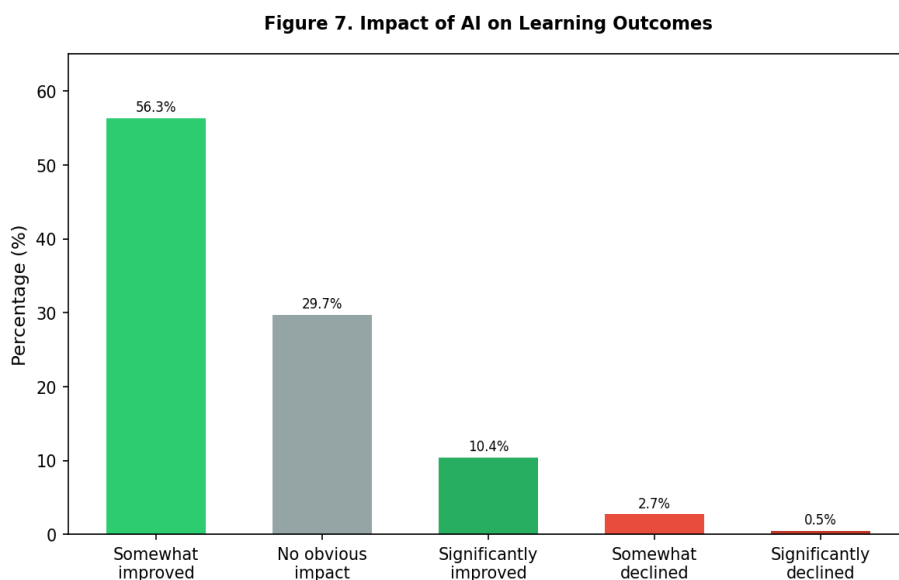 Figure 7. Impact of AI on Learning Outcomes
Percentage (%)
60
50
40
30
20
10
0
56.3%
29.7%
10.4%
2.7%
0.5%
Somewhat
improved
No obvious
impact
Significantly
improved
Somewhat
declined
Significantly
declined